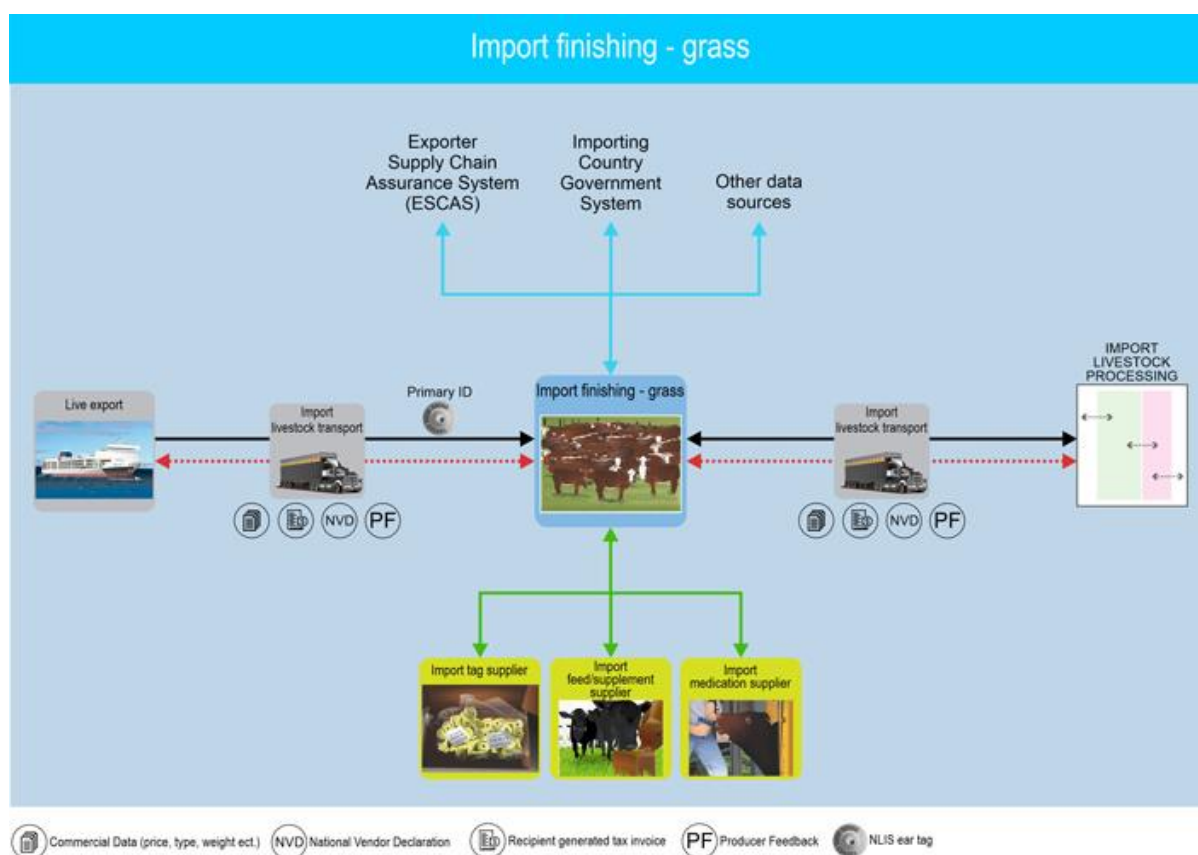 Import finishing - grass
Exporter
Supply Chain
Assurance System
(ESCAS)
Importing
Country
Government
System
Other data
sources
Live export
Import
livestock transport
Primary ID
Import finishing - grass
Import
livestock transport
IMPORT
LIVESTOCK
PROCESSING
NVD
PF
NVD
PF
Import tag supplier
Import
feed/supplement
supplier
Import
medication supplier
Commercial Data (price, type, weight ect.)
NVD National Vendor Declaration
Recipient generated tax invoice
PF Producer Feedback
NLIS ear tag